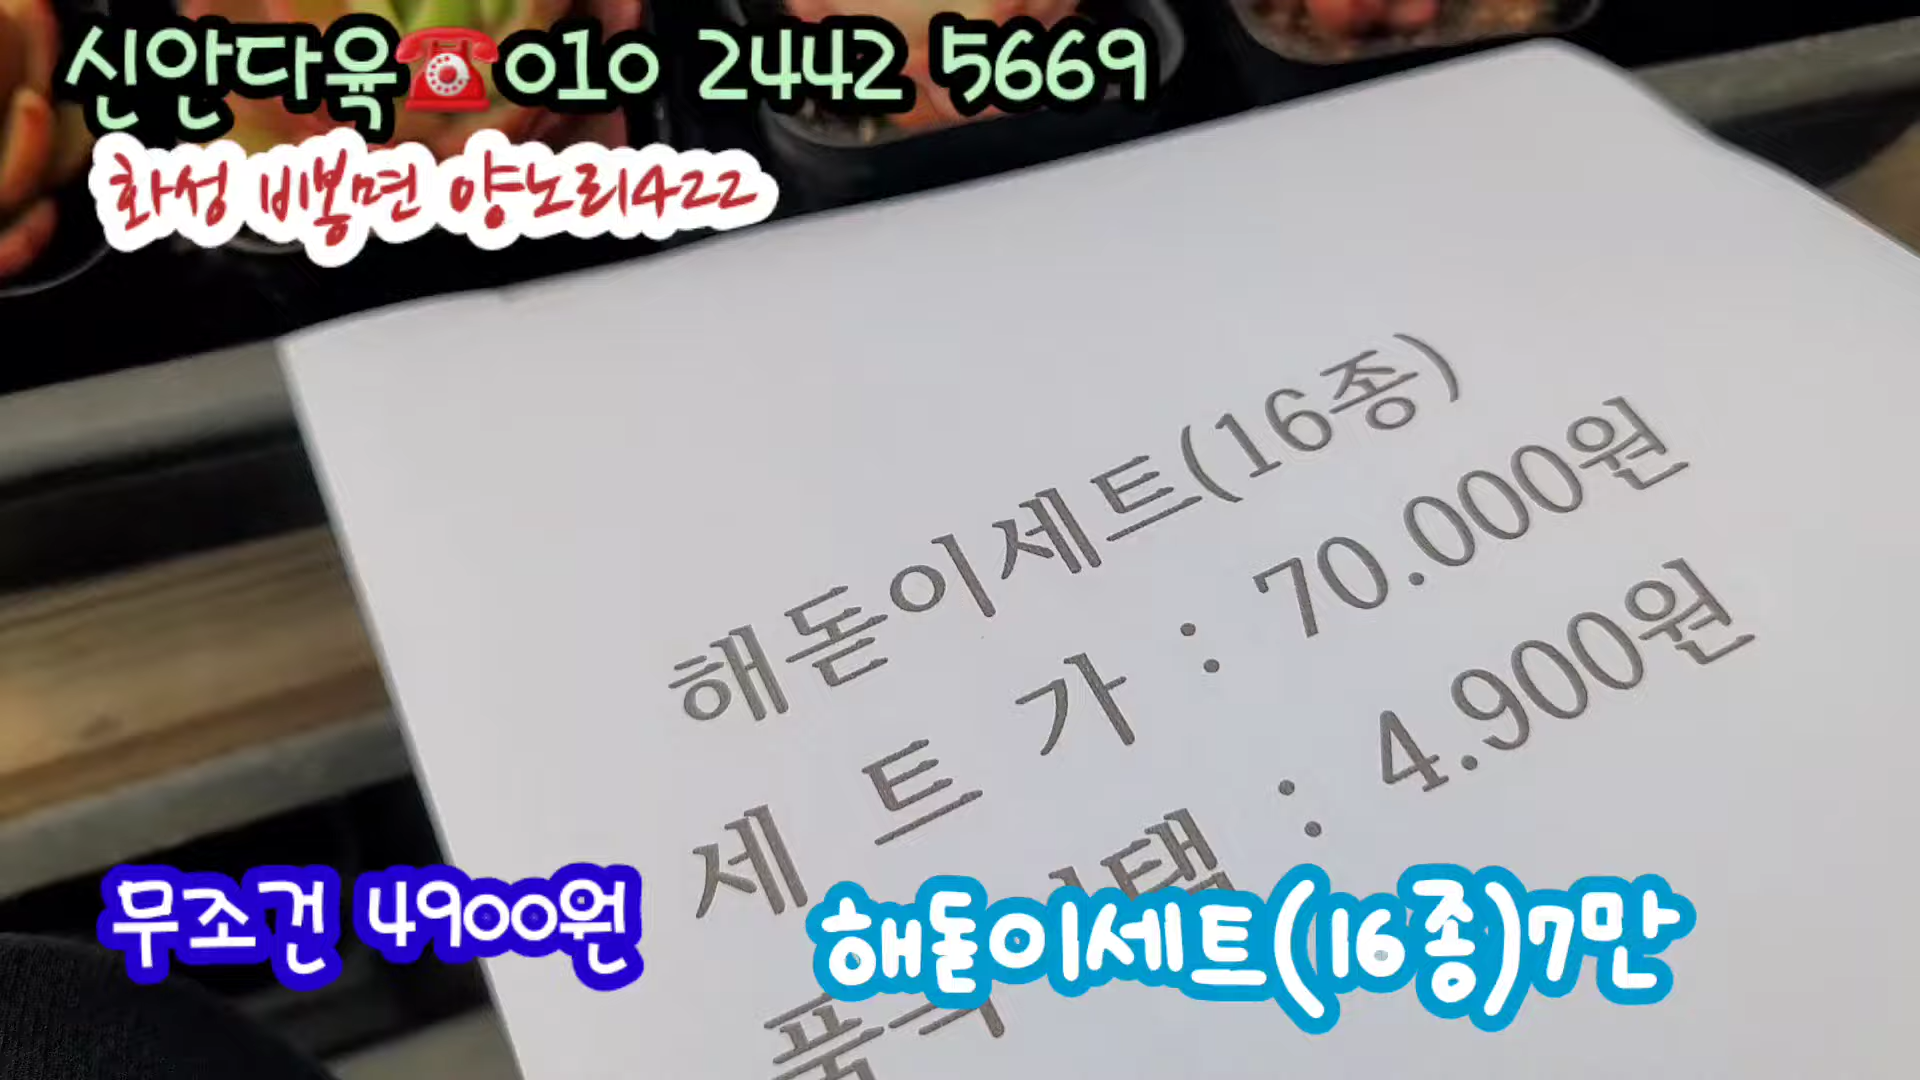 신안다육☎010 2442 5669
화성 비봉면 양노리422
해돋이세트(16종)
세 트 가 : 70.000원
택 : 4.900원
무조건 4900원
해돋이세트(16종)7만